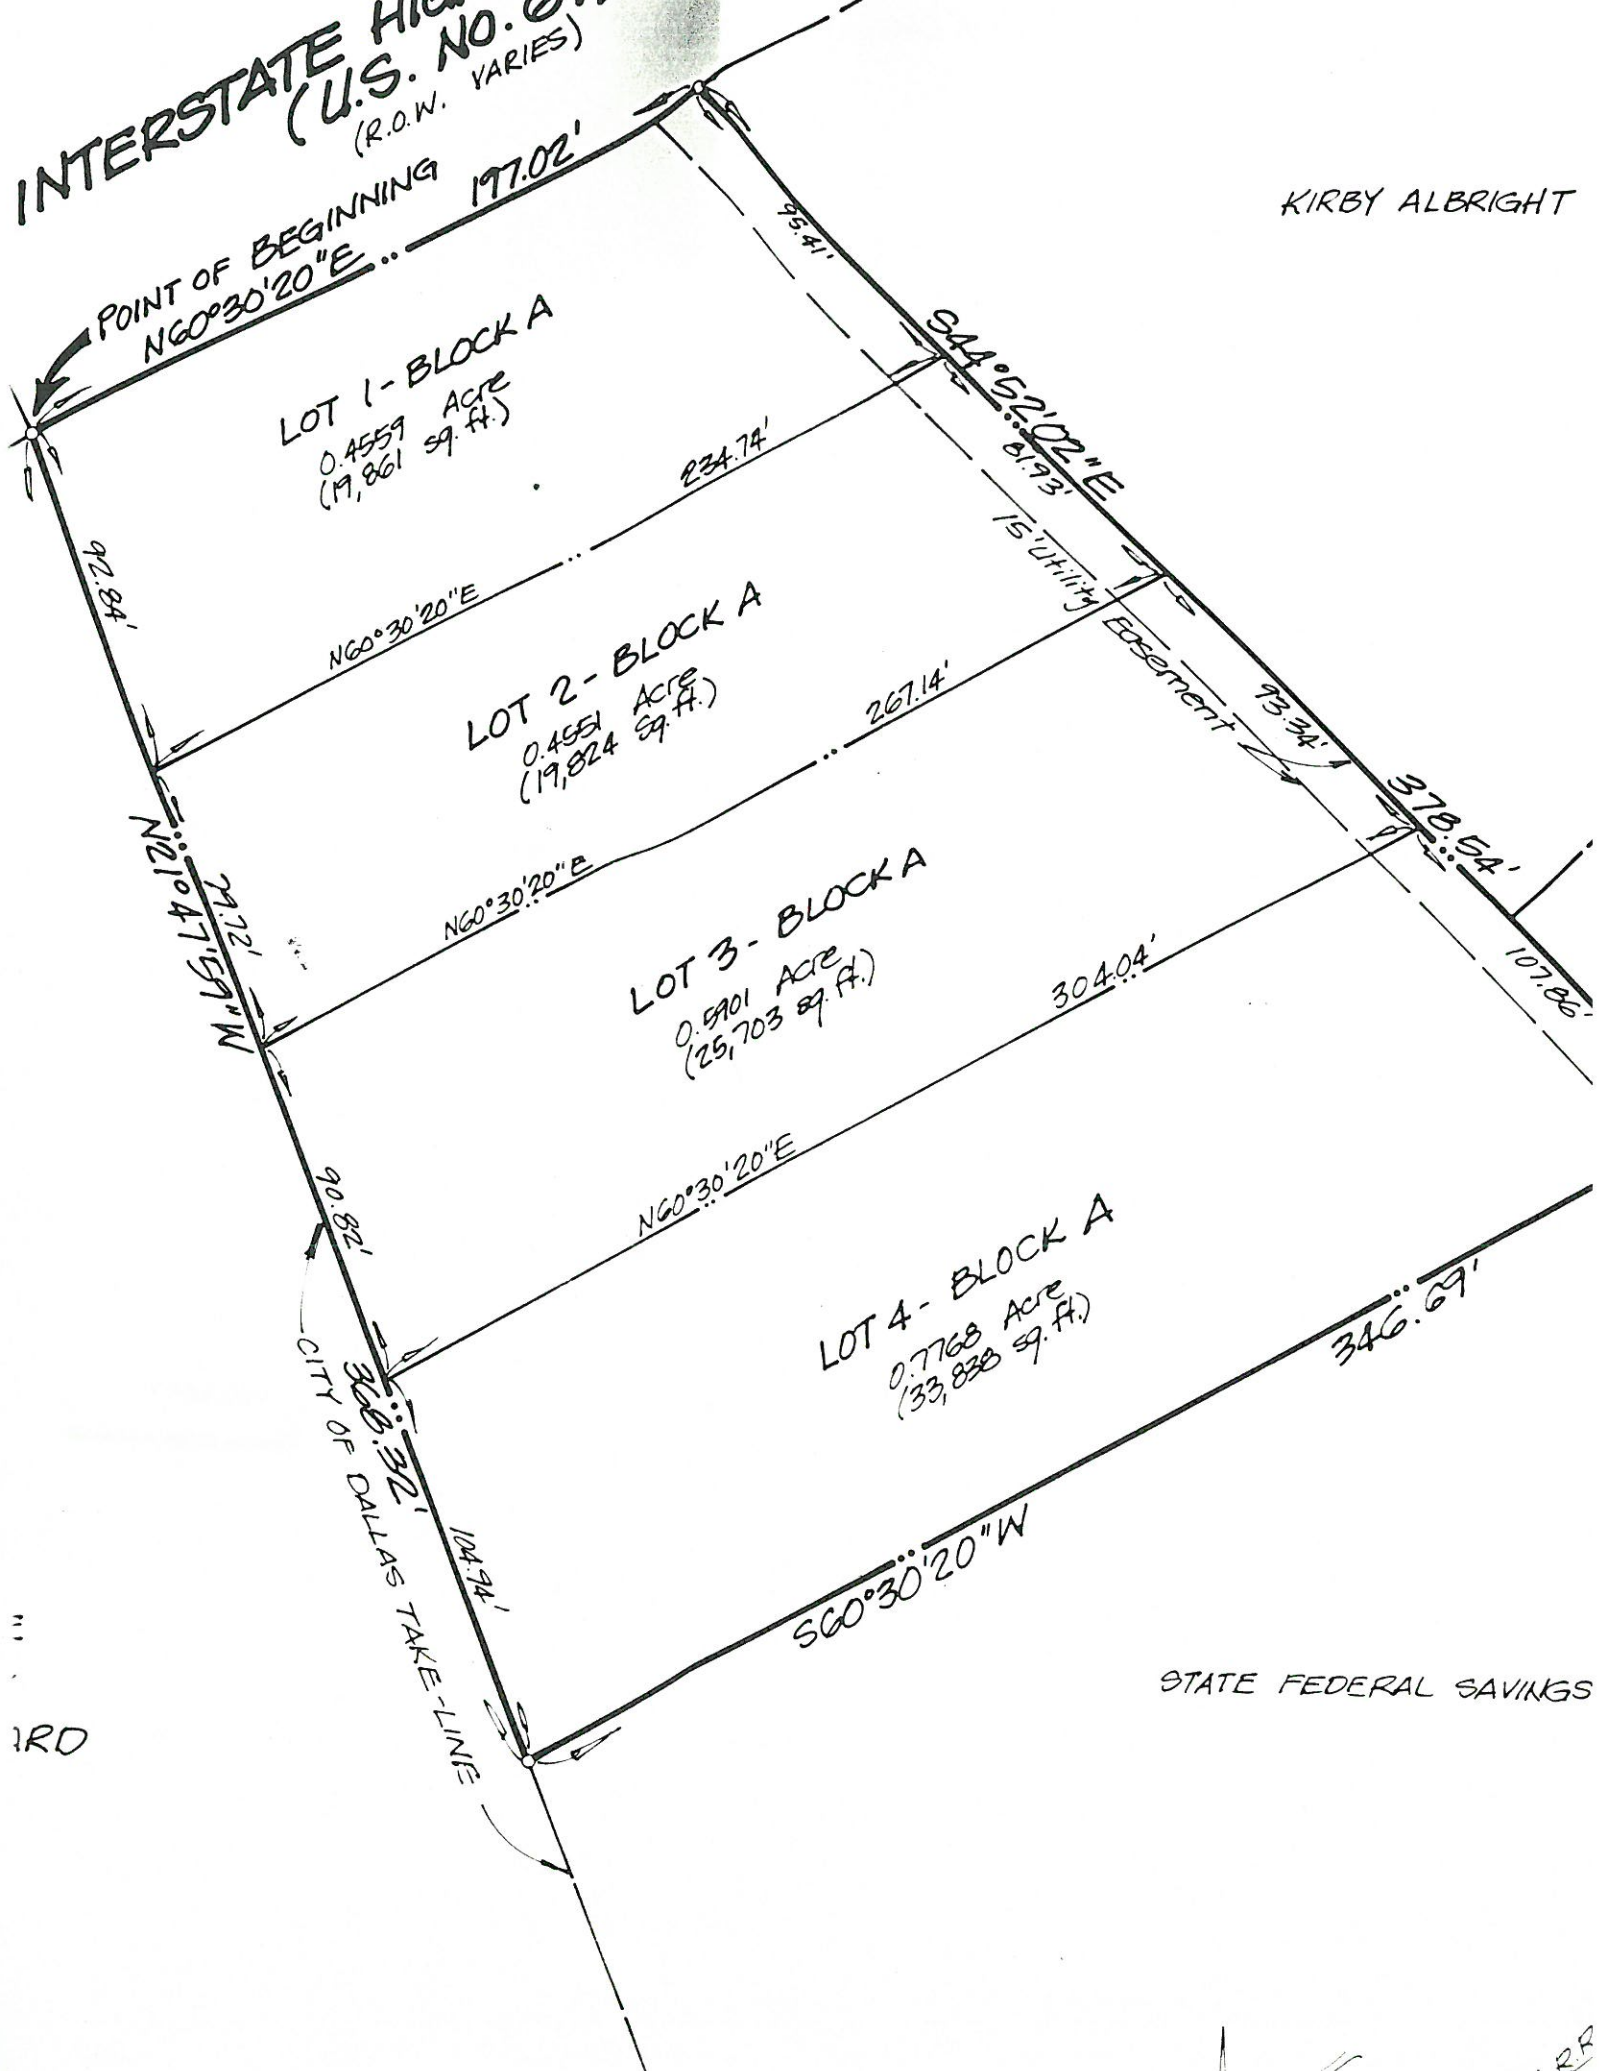 INTERSTATE
(U.S. NO.
(R.O.W. VARIES)
POINT OF BEGINNING
N60°30'20"E
197.02'
KIRBY ALBRIGHT
95.41'
LOT 1 - BLOCK A
0.4559 Acre
(19,861 sq. ft.)
S44°52'02"E
81.93'
234.74'
92.84'
15' Utility
Easement
N60°30'20"E
LOT 2 - BLOCK A
0.4551 Acre
(19,824 sq. ft.)
267.14'
93.34'
378.54'
N21°47'59"W
79.72'
N60°30'20"E
LOT 3 - BLOCK A
0.5901 Acre
(25,703 sq. ft.)
304.04'
107.86'
90.82'
N60°30'20"E
LOT 4 - BLOCK A
0.7768 Acre
(33,838 sq. ft.)
346.69'
368.32'
CITY OF DALLAS TAKE-LINE
104.94'
S60°30'20"W
STATE FEDERAL SAVINGS